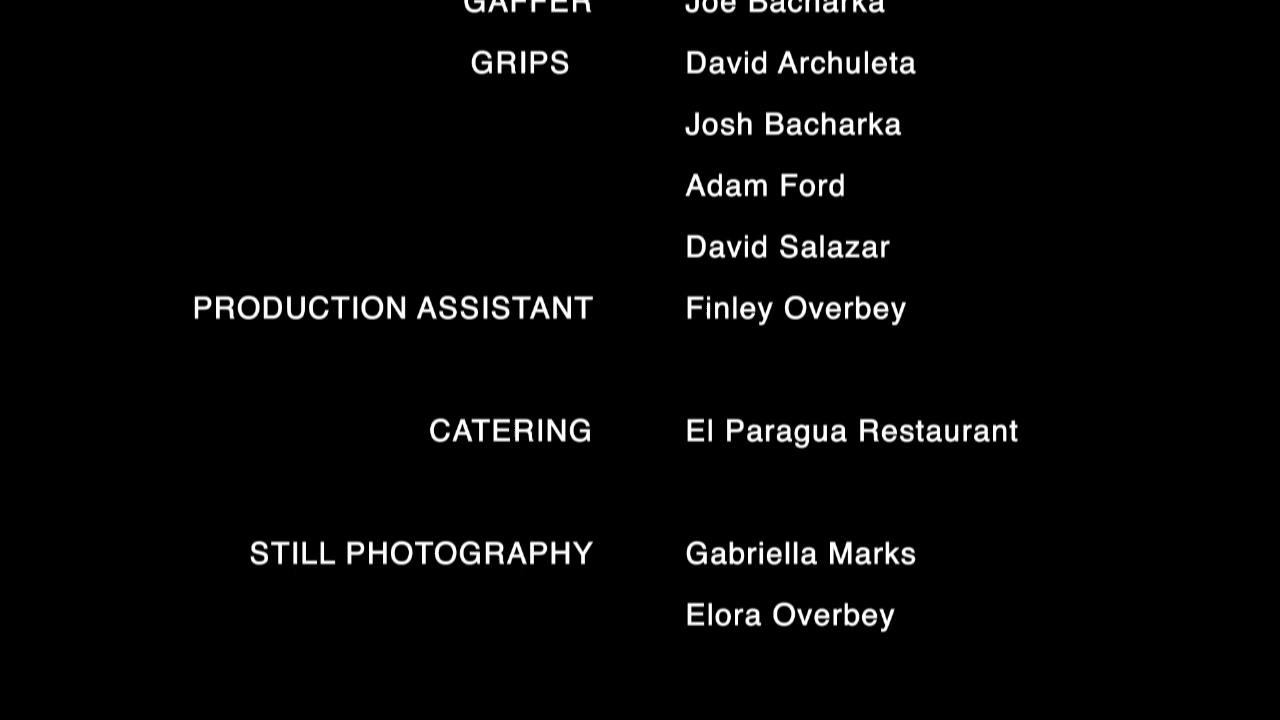 GAFFER Joe Bacharka
GRIPS David Archuleta
Josh Bacharka
Adam Ford
David Salazar
PRODUCTION ASSISTANT Finley Overbey
CATERING El Paragua Restaurant
STILL PHOTOGRAPHY Gabriella Marks
Elora Overbey